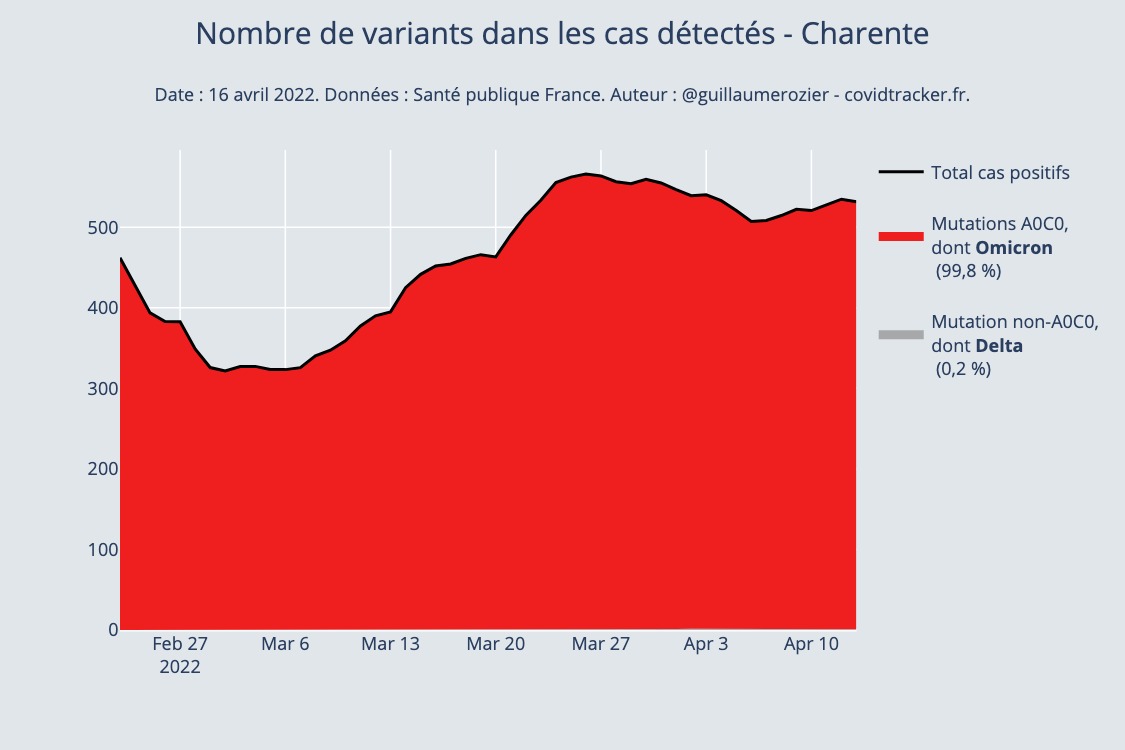 Nombre de variants dans les cas détectés - Charente
Date : 16 avril 2022. Données : Santé publique France. Auteur : @guillaumerozier - covidtracker.fr.
Total cas positifs
Mutations A0C0,
dont Omicron
(99,8 %)
Mutation non-A0C0,
dont Delta
(0,2 %)
500
400
300
200
100
0
Feb 27 Mar 6 Mar 13 Mar 20 Mar 27 Apr 3 Apr 10
2022